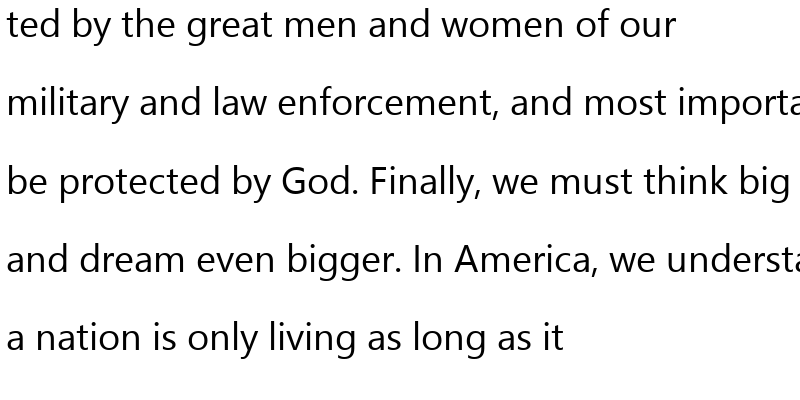 ted by the great men and women of our
military and law enforcement, and most importa
be protected by God. Finally, we must think big
and dream even bigger. In America, we understa
a nation is only living as long as it